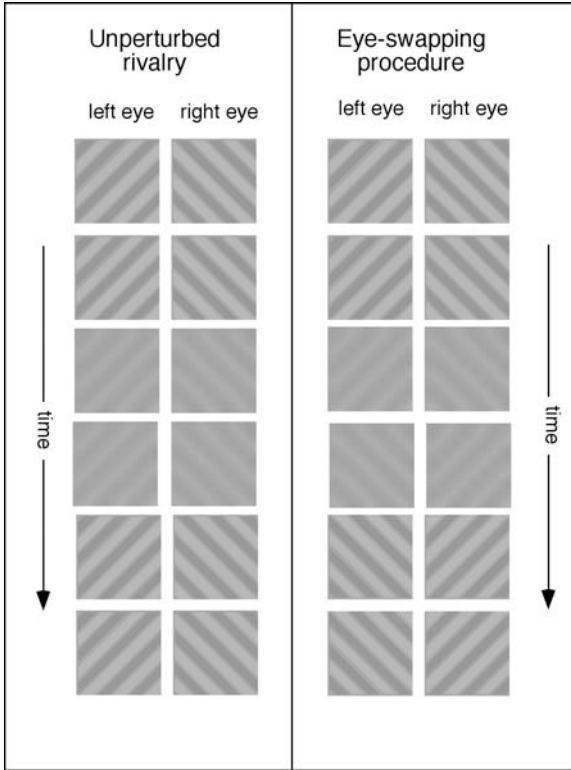 Unperturbed
rivalry
left eye right eye
time
Eye-swapping
procedure
left eye right eye
time